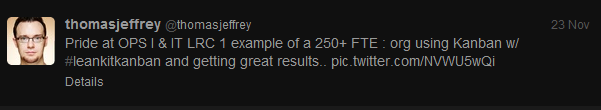 thomasjeffrey @thomasjeffrey 23 Nov
Pride at OPS I & IT LRC 1 example of a 250+ FTE : org using Kanban w/
#leankitkanban and getting great results.. pic.twitter.com/NVWU5wQi
Details